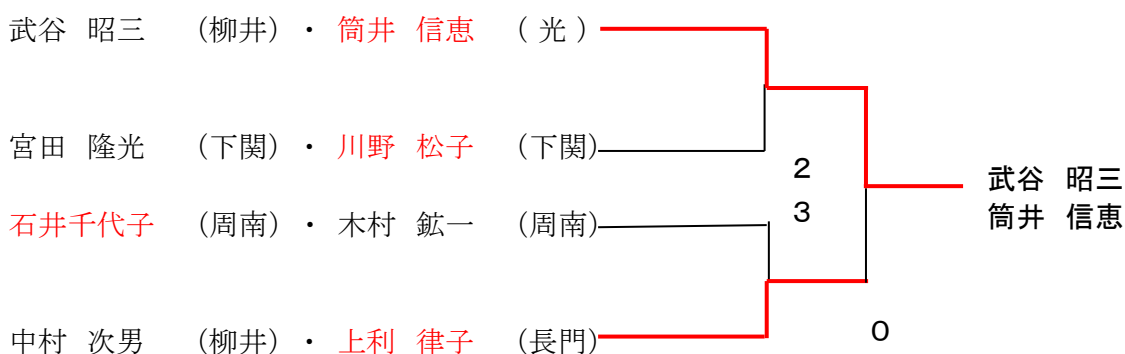 武谷 昭三 (柳井) ・ 筒井 信恵 ( 光 )
宮田 隆光 (下関) ・ 川野 松子 (下関)
2
3
石井千代子 (周南) ・ 木村 鉱一 (周南)
中村 次男 (柳井) ・ 上利 律子 (長門)
0
武谷 昭三
筒井 信恵